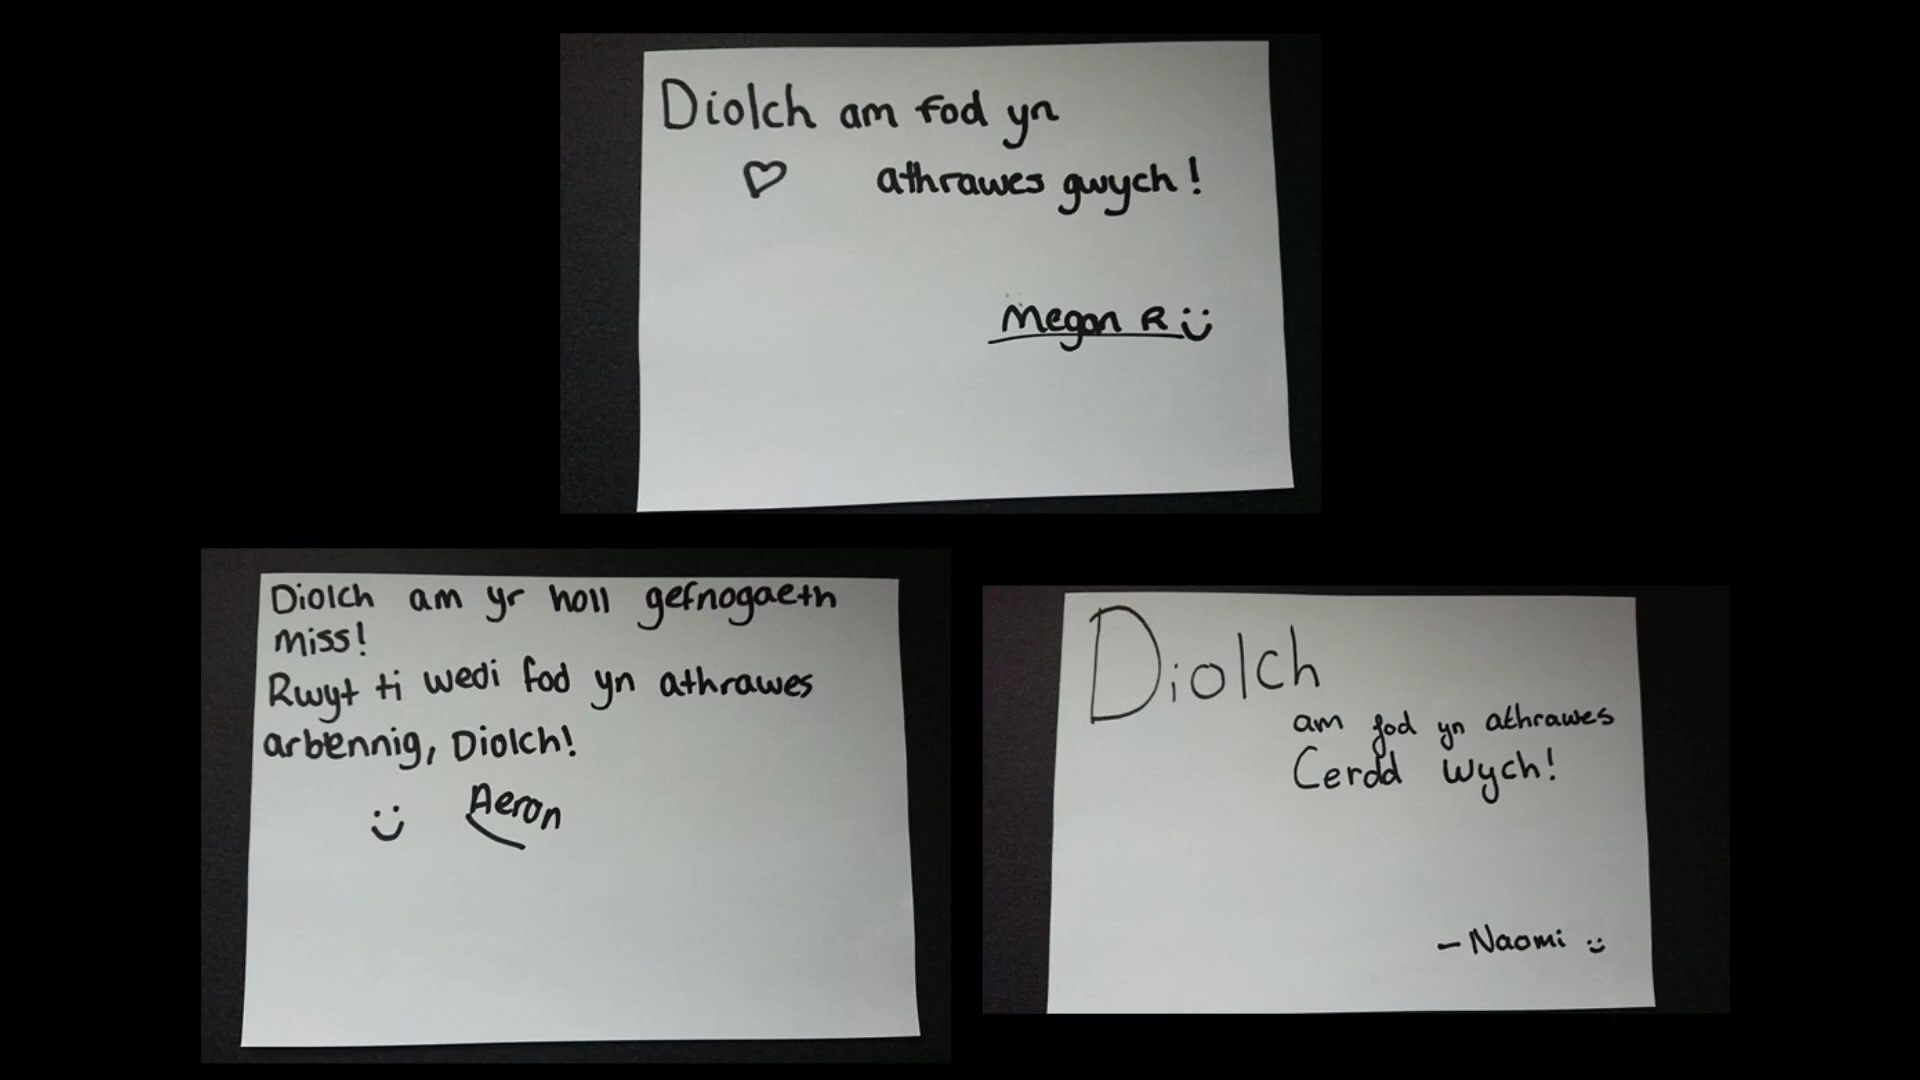 Diolch am fod yn
athrawes gwych!
Megan R
Diolch am yr holl gefnogaeth
miss!
Rwyt ti wedi fod yn athrawes
arbennig, Diolch!
Aeron
Diolch
am fod yn athrawes
Cerdd wych!
- Naomi